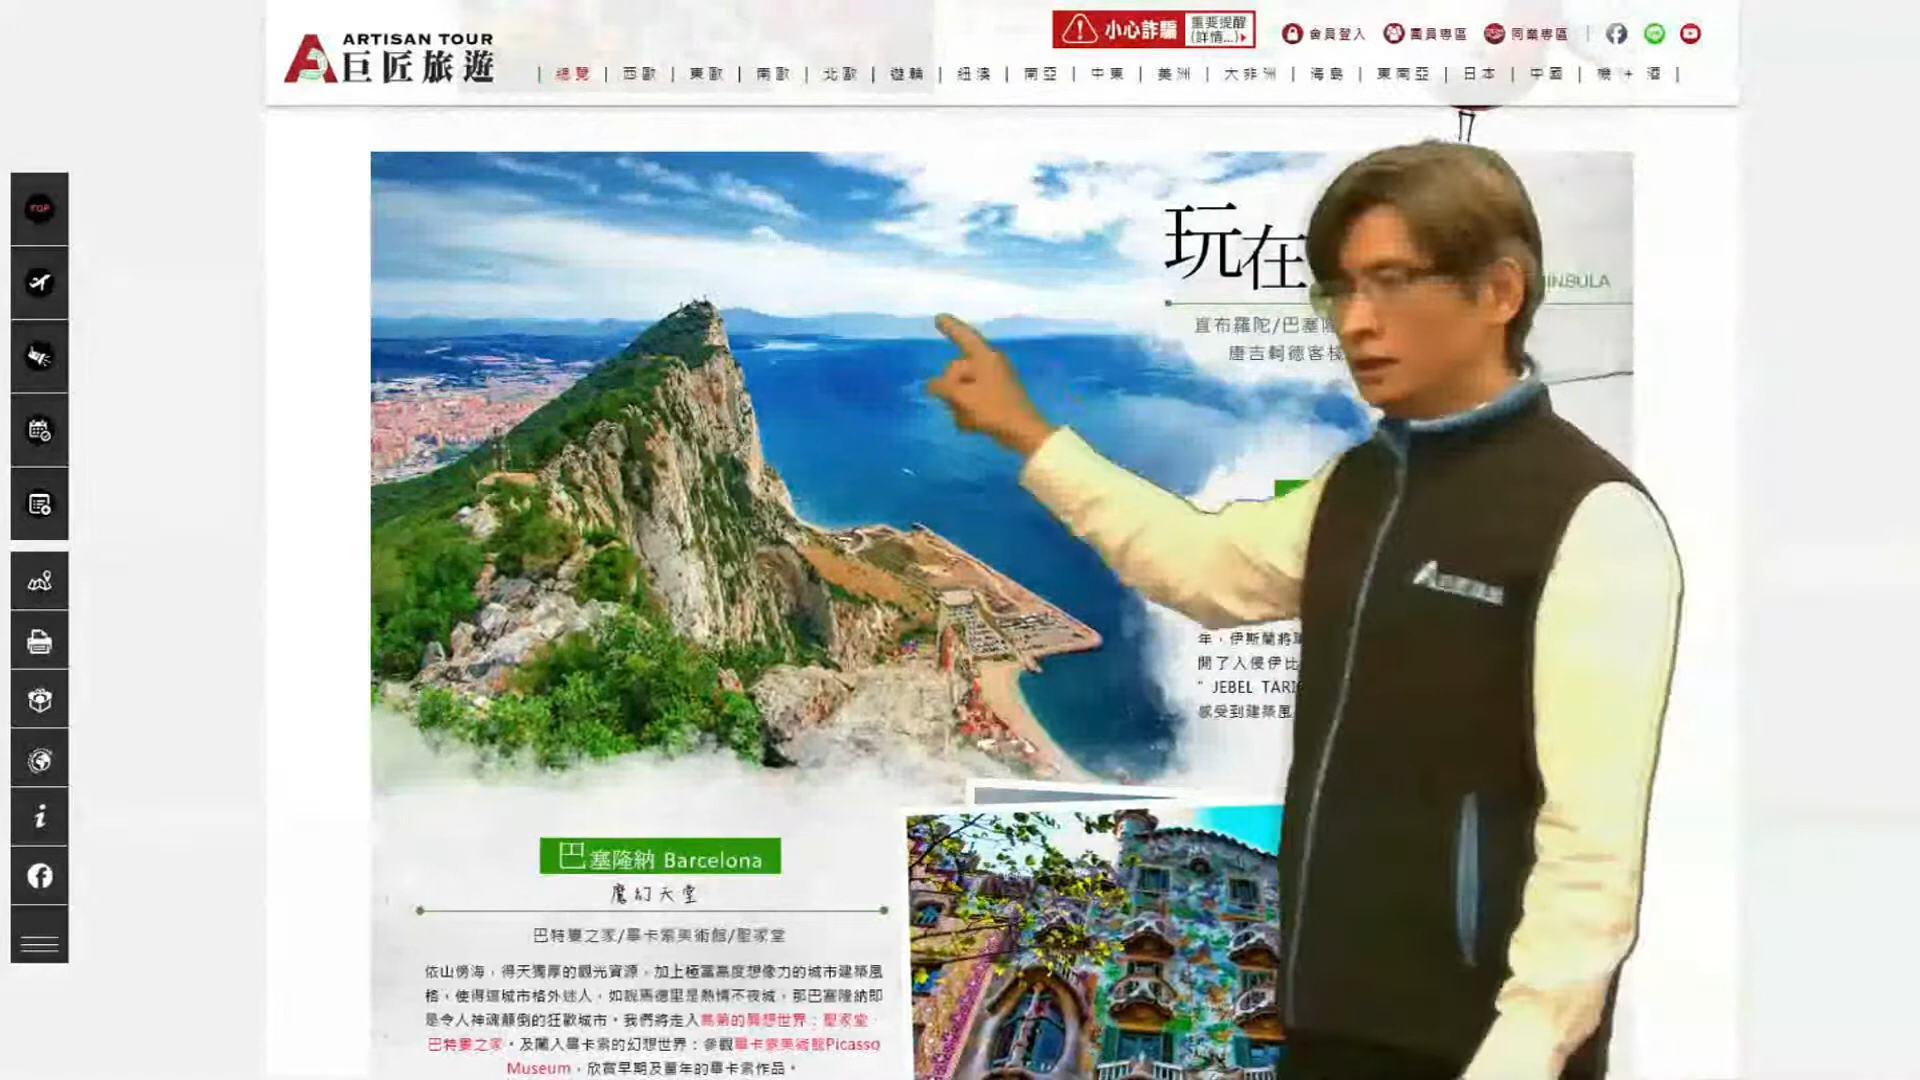 ARTISAN TOUR
巨匠旅遊
小心詐騙
重要提醒
(詳情...)
會員登入
團員專區
同業專區
| 總覽 | 西歐 | 東歐 | 南歐 | 北歐 | 遊輪 | 紐澳 | 南亞 | 中東 | 美洲 | 大非洲 | 海島 | 東南亞 | 日本 | 中國 | 機 + 酒 |
TOP
玩在
直布羅陀/巴塞隆
唐吉軻德客棧
年，伊斯蘭將軍
開了入侵伊比
" JEBEL TARI
感受到建築風
巴塞隆納 Barcelona
魔幻天堂
巴特婁之家/畢卡索美術館/聖家堂
依山傍海，得天獨厚的觀光資源，加上極富高度想像力的城市建築風
格，使得這城市格外迷人，如說馬德里是熱情不夜城，那巴塞隆納即
是令人神魂顛倒的狂歡城市。我們將走入高第的異想世界：聖家堂、
巴特婁之家。及闖入畢卡索的幻想世界：參觀畢卡索美術館Picasso
Museum，欣賞早期及童年的畢卡索作品。